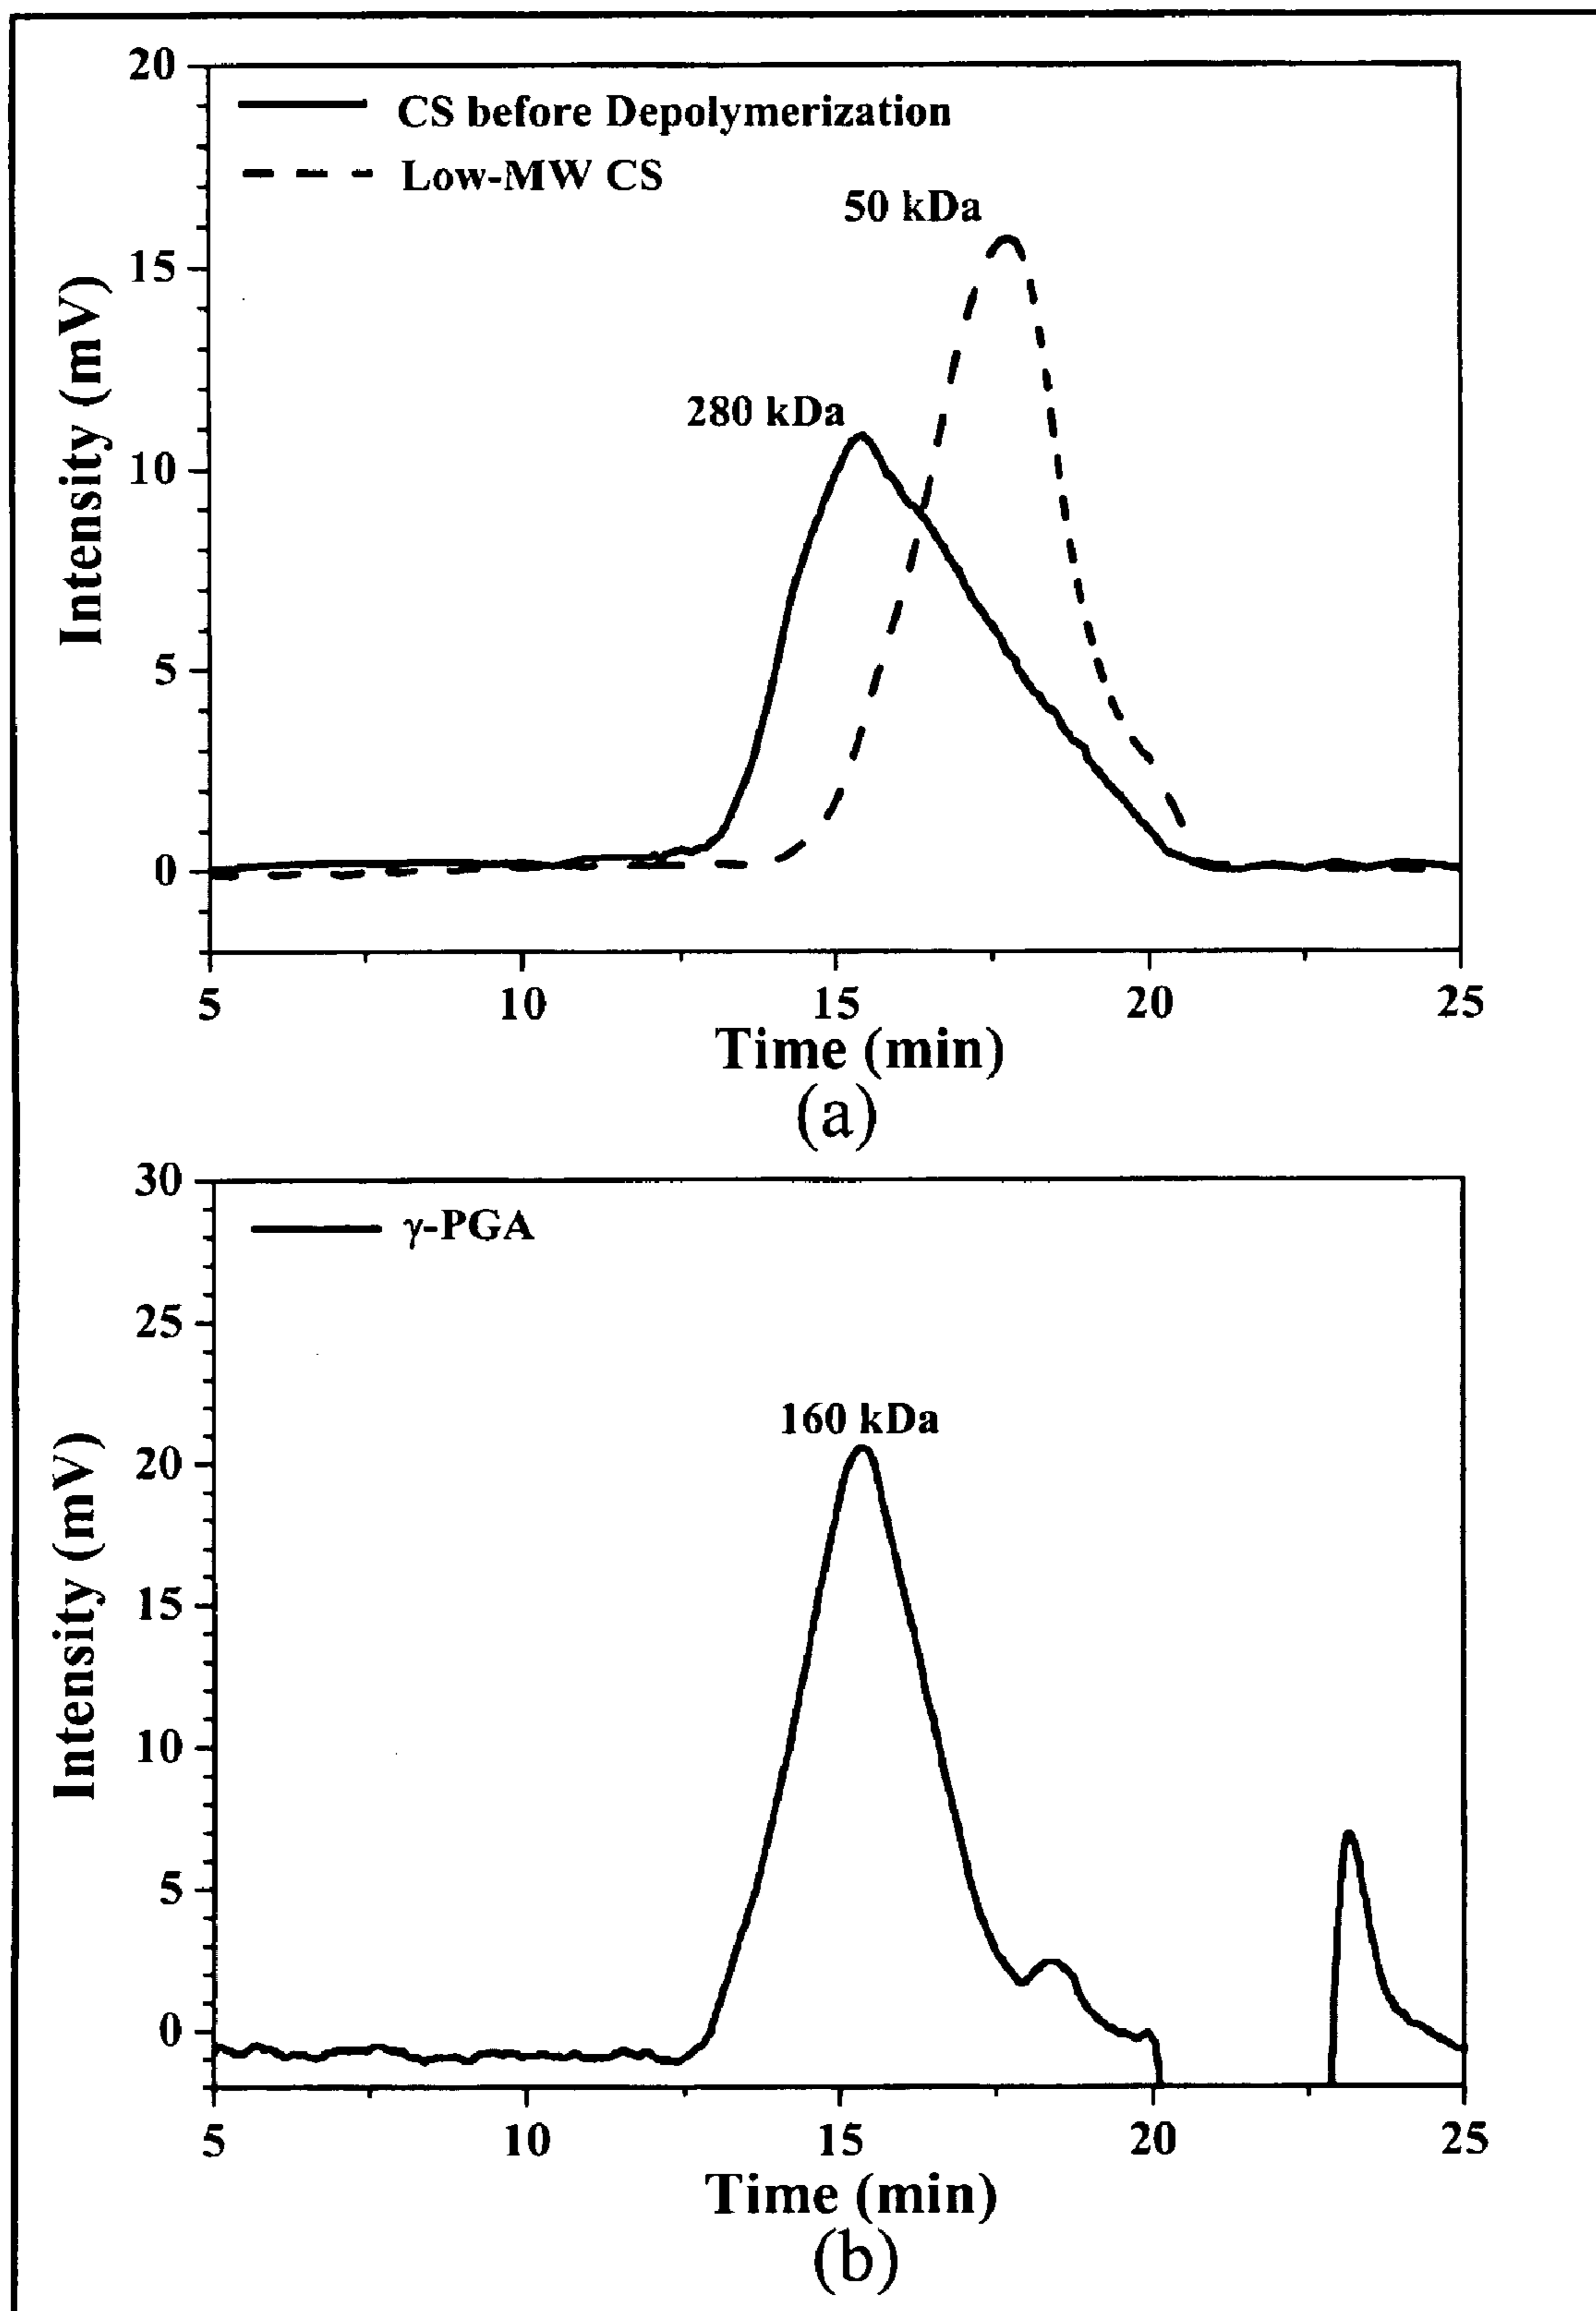 20
CS before Depolymerization
Low-MW CS
50 kDa
15
280 kDa
10
5
0
Intensity (mV)
5 10 15 20 25
Time (min)
(a)
30
γ-PGA
25
160 kDa
20
15
10
5
0
Intensity (mV)
5 10 15 20 25
Time (min)
(b)